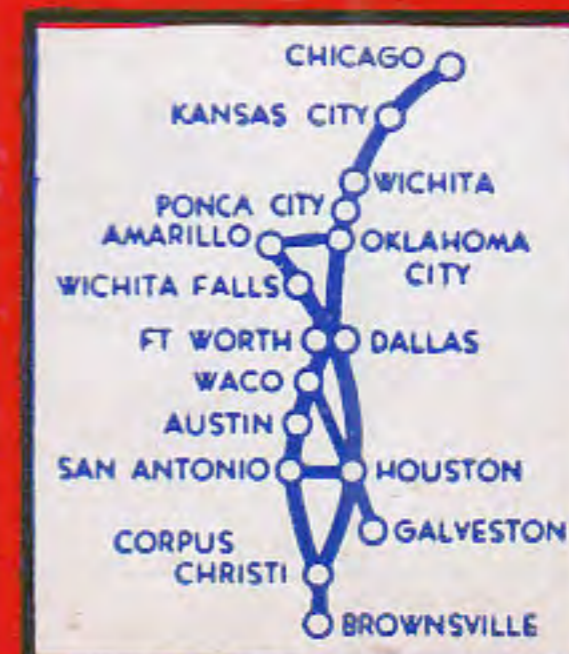 CHICAGO
KANSAS CITY
WICHITA
PONCA CITY
AMARILLO
OKLAHOMA
CITY
WICHITA FALLS
FT WORTH
DALLAS
WACO
AUSTIN
SAN ANTONIO
HOUSTON
GALVESTON
CORPUS
CHRISTI
BROWNSVILLE